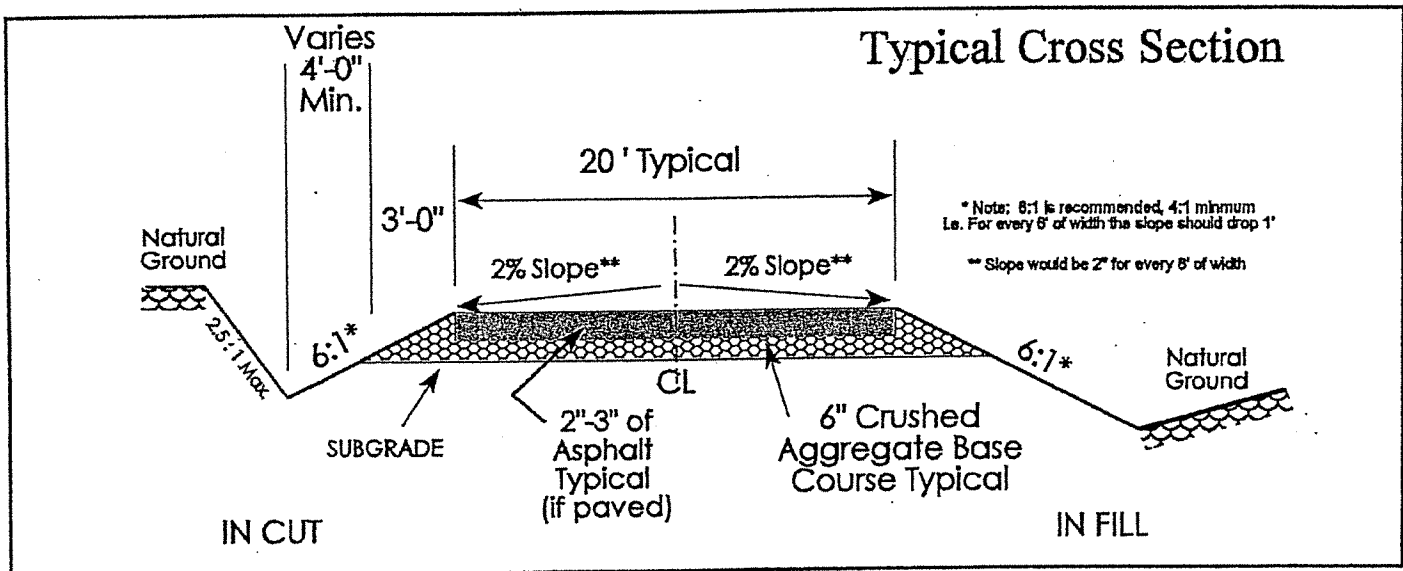 Typical Cross Section
Varies
4'-0"
Min.
20 ' Typical
3'-0"
* Note: 6:1 is recommended, 4:1 minmum
i.e. For every 6' of width the slope should drop 1'
** Slope would be 2" for every 8' of width
Natural
Ground
2% Slope**
2% Slope**
2.5 : 1 Max.
6:1*
6:1*
Natural
Ground
CL
SUBGRADE
2"-3" of
Asphalt
Typical
(if paved)
6" Crushed
Aggregate Base
Course Typical
IN CUT
IN FILL